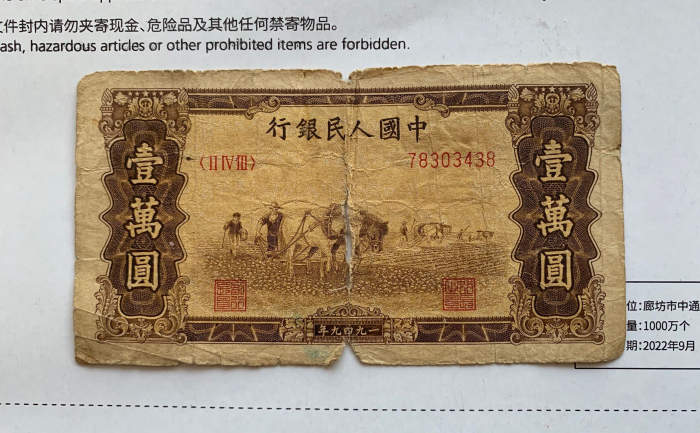 文件封内请勿夹寄现金、危险品及其他任何禁寄物品。
ash, hazardous articles or other prohibited items are forbidden.
中國人民銀行
〈II IV III〉
78303438
壹萬圓
壹萬圓
一九四九年
位:廊坊市中通
量:1000万个
期:2022年9月